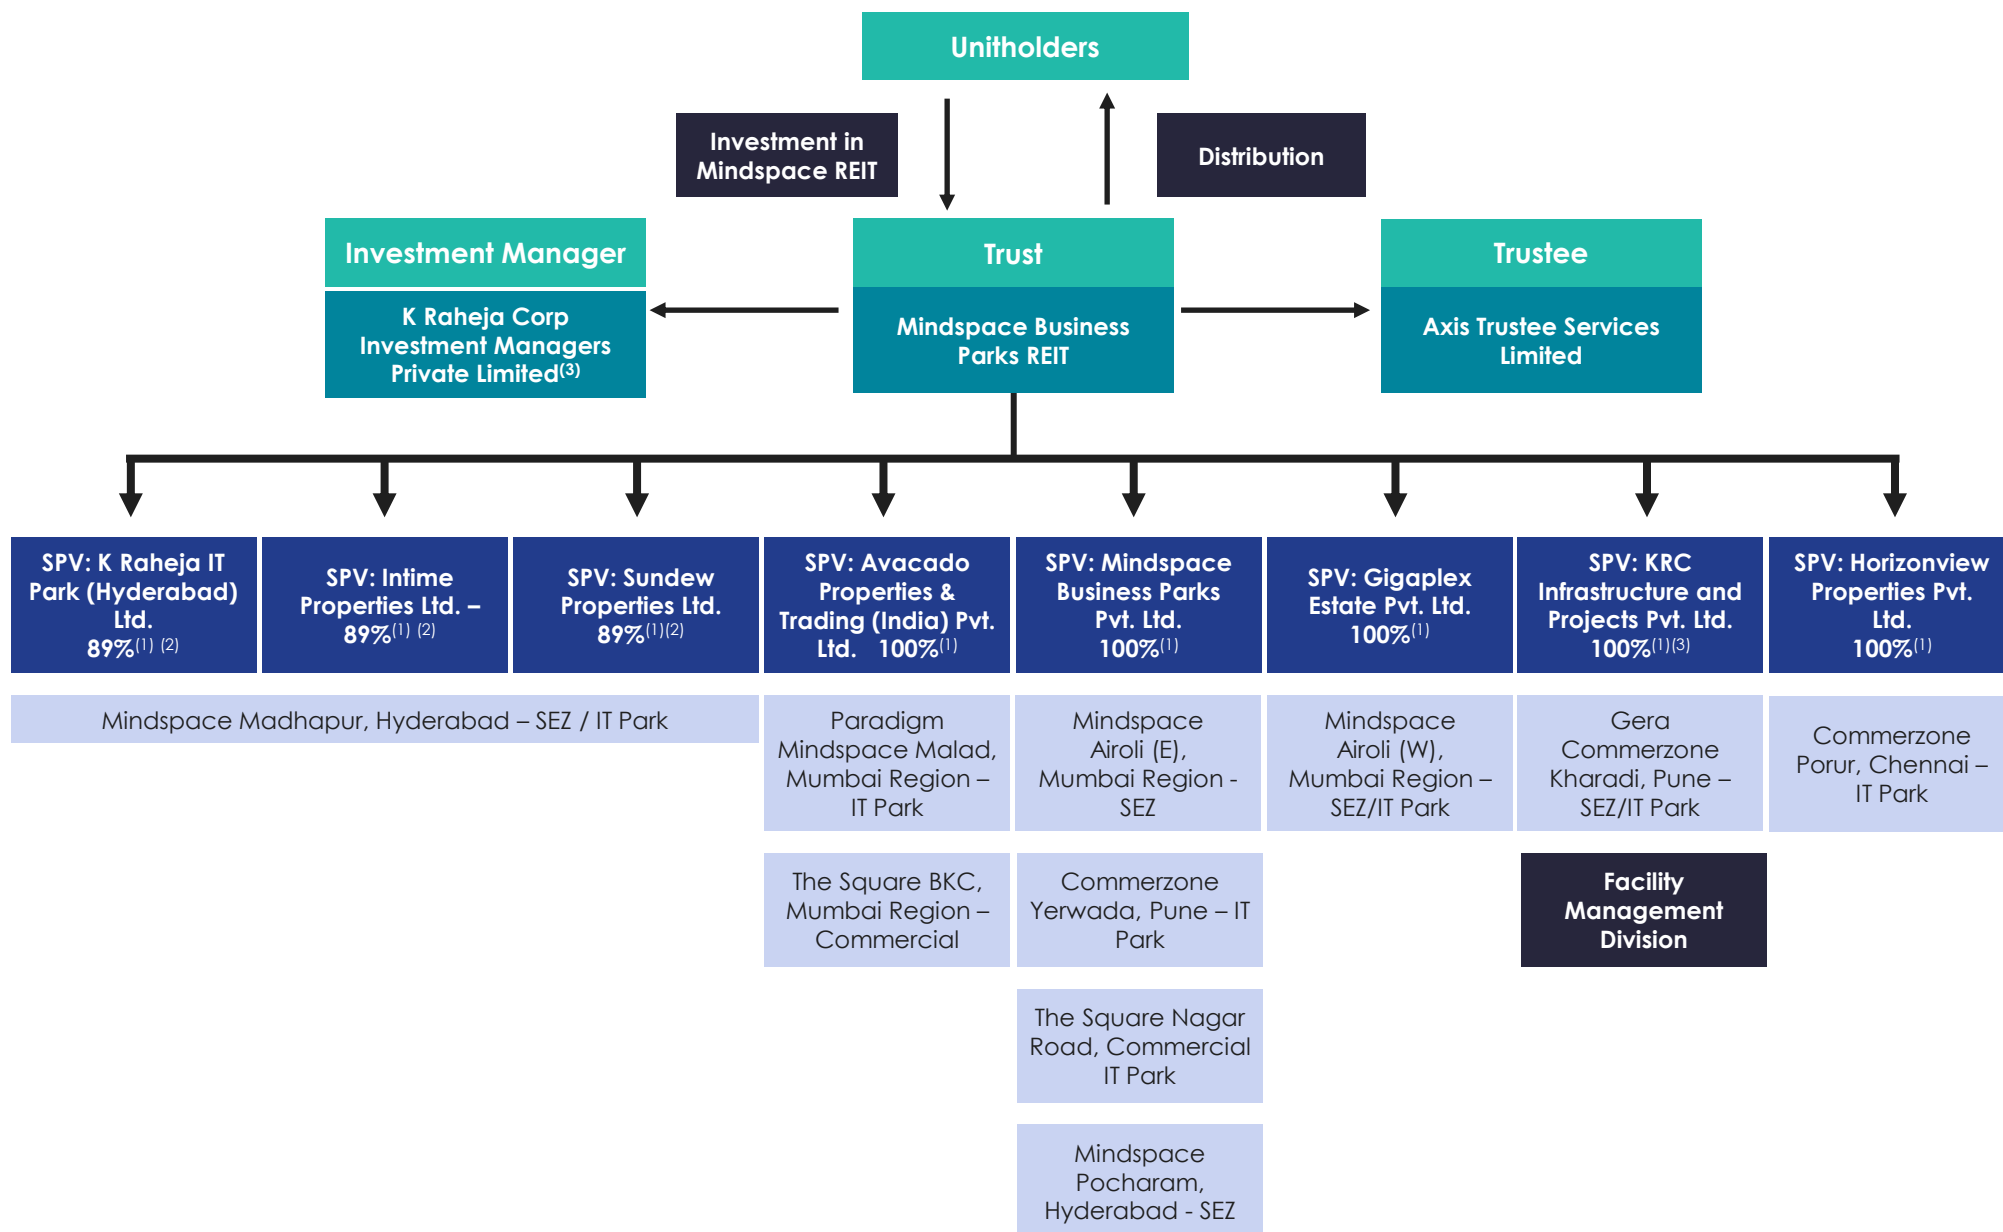 Unitholders
Investment in
Mindspace REIT
Distribution
Investment Manager
K Raheja Corp
Investment Managers
Private Limited(3)
Trust
Mindspace Business
Parks REIT
Trustee
Axis Trustee Services
Limited
SPV: K Raheja IT
Park (Hyderabad)
Ltd.
89%(1) (2)
SPV: Intime
Properties Ltd. –
89%(1) (2)
SPV: Sundew
Properties Ltd.
89%(1)(2)
SPV: Avacado
Properties &
Trading (India) Pvt.
Ltd. 100%(1)
SPV: Mindspace
Business Parks
Pvt. Ltd.
100%(1)
SPV: Gigaplex
Estate Pvt. Ltd.
100%(1)
SPV: KRC
Infrastructure and
Projects Pvt. Ltd.
100%(1)(3)
SPV: Horizonview
Properties Pvt.
Ltd.
100%(1)
Mindspace Madhapur, Hyderabad – SEZ / IT Park
Paradigm
Mindspace Malad,
Mumbai Region –
IT Park
Mindspace
Airoli (E),
Mumbai Region -
SEZ
Mindspace
Airoli (W),
Mumbai Region –
SEZ/IT Park
Gera
Commerzone
Kharadi, Pune –
SEZ/IT Park
Commerzone
Porur, Chennai –
IT Park
The Square BKC,
Mumbai Region –
Commercial
Commerzone
Yerwada, Pune – IT
Park
Facility
Management
Division
The Square Nagar
Road, Commercial
IT Park
Mindspace
Pocharam,
Hyderabad - SEZ